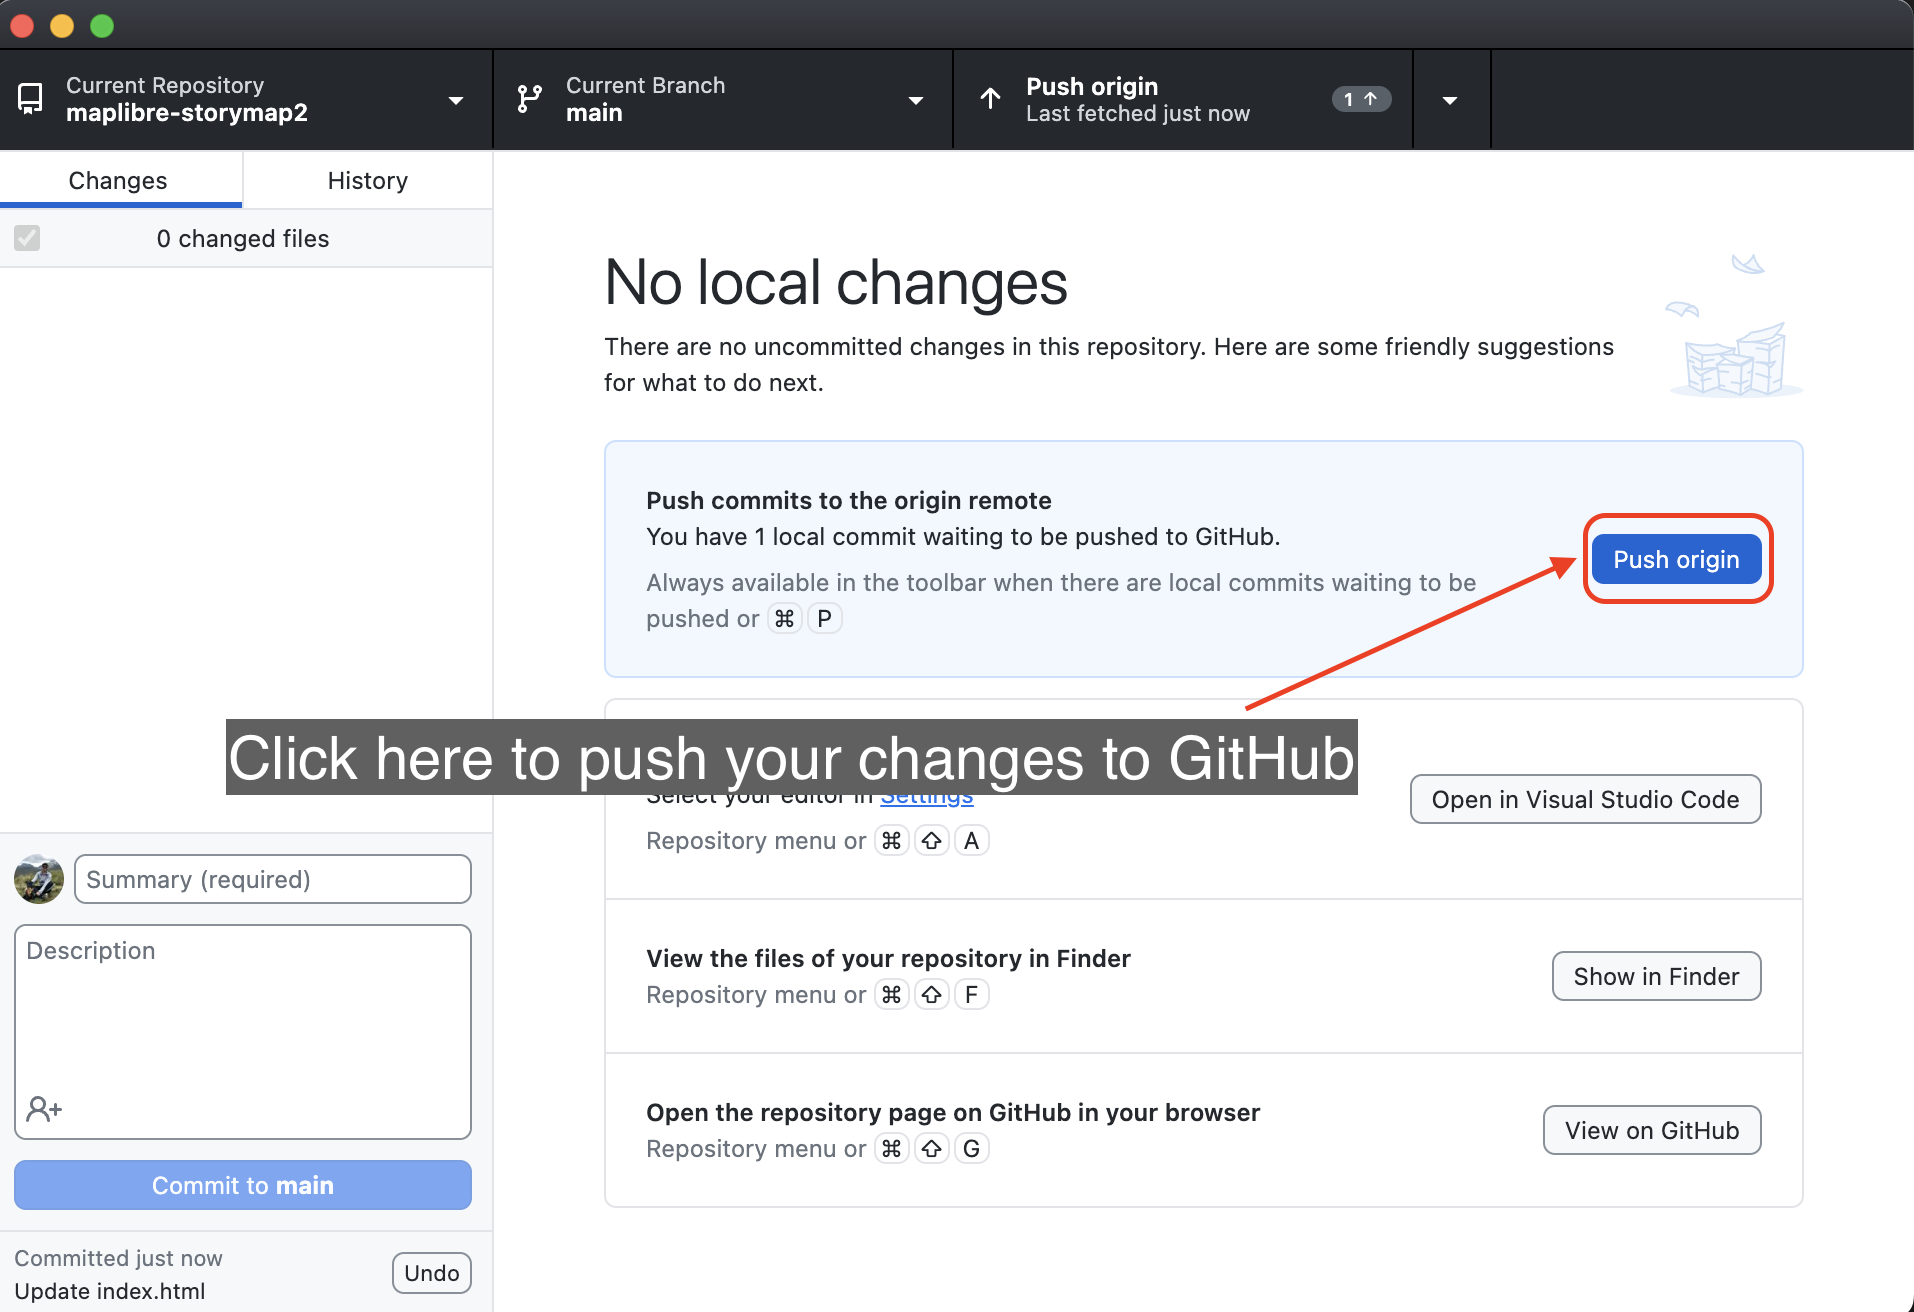 Current Repository
maplibre-storymap2
Current Branch
main
Push origin
Last fetched just now
1
Changes
History
0 changed files
No local changes
There are no uncommitted changes in this repository. Here are some friendly suggestions
for what to do next.
Push commits to the origin remote
You have 1 local commit waiting to be pushed to GitHub.
Always available in the toolbar when there are local commits waiting to be
pushed or ⌘ P
Push origin
Click here to push your changes to GitHub
Select your editor in Settings
Repository menu or ⌘ ⇧ A
Open in Visual Studio Code
View the files of your repository in Finder
Repository menu or ⌘ ⇧ F
Show in Finder
Open the repository page on GitHub in your browser
Repository menu or ⌘ ⇧ G
View on GitHub
Summary (required)
Description
Commit to main
Committed just now
Update index.html
Undo